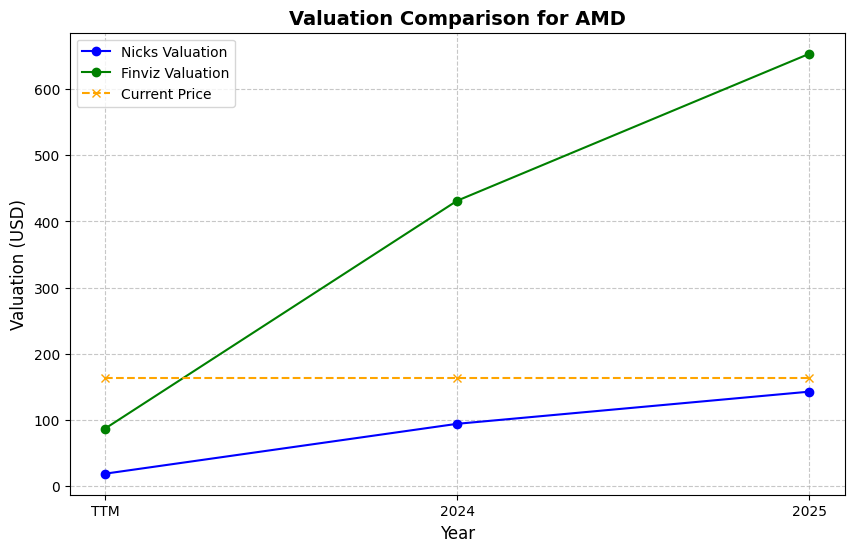 Valuation Comparison for AMD
Nicks Valuation
Finviz Valuation
Current Price
Valuation (USD)
600
500
400
300
200
100
0
TTM 2024 2025
Year